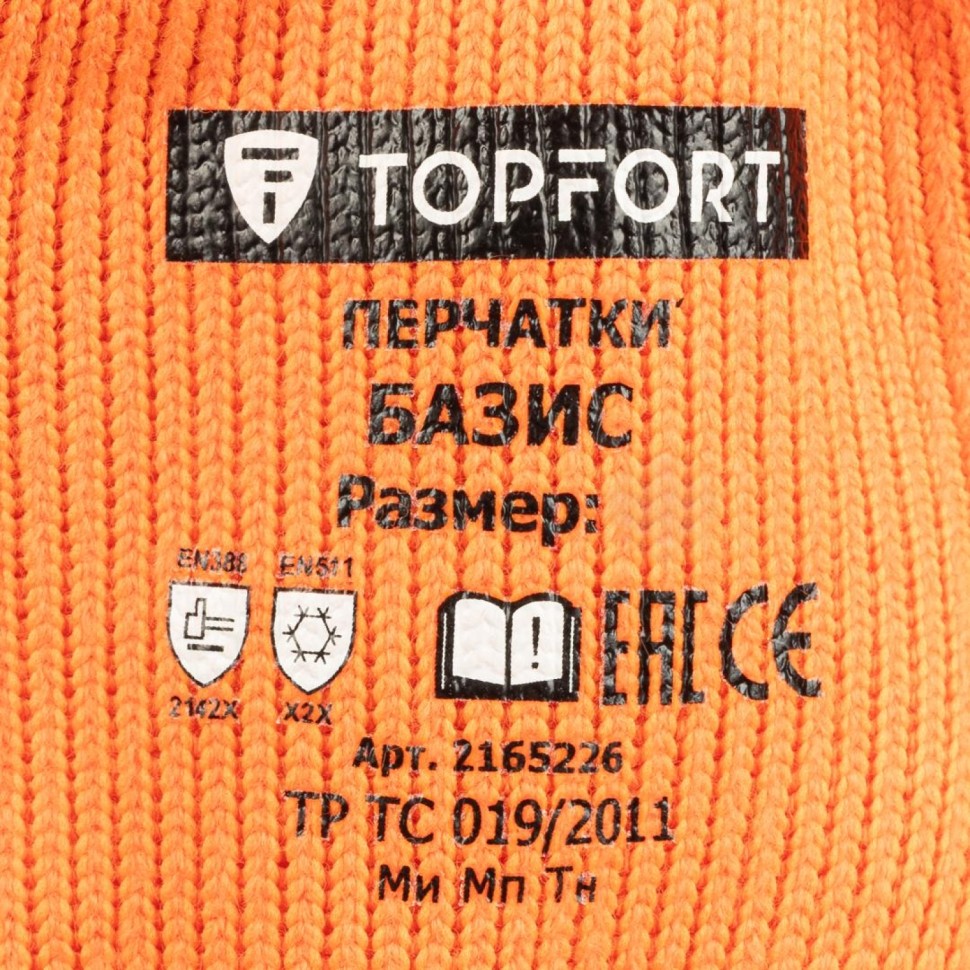 TOPFORT
ПЕРЧАТКИ
БАЗИС
Размер:
EN388 EN511
! EAC CE
2142X X2X
Арт. 2165226
ТР ТС 019/2011
Ми Мп Тн